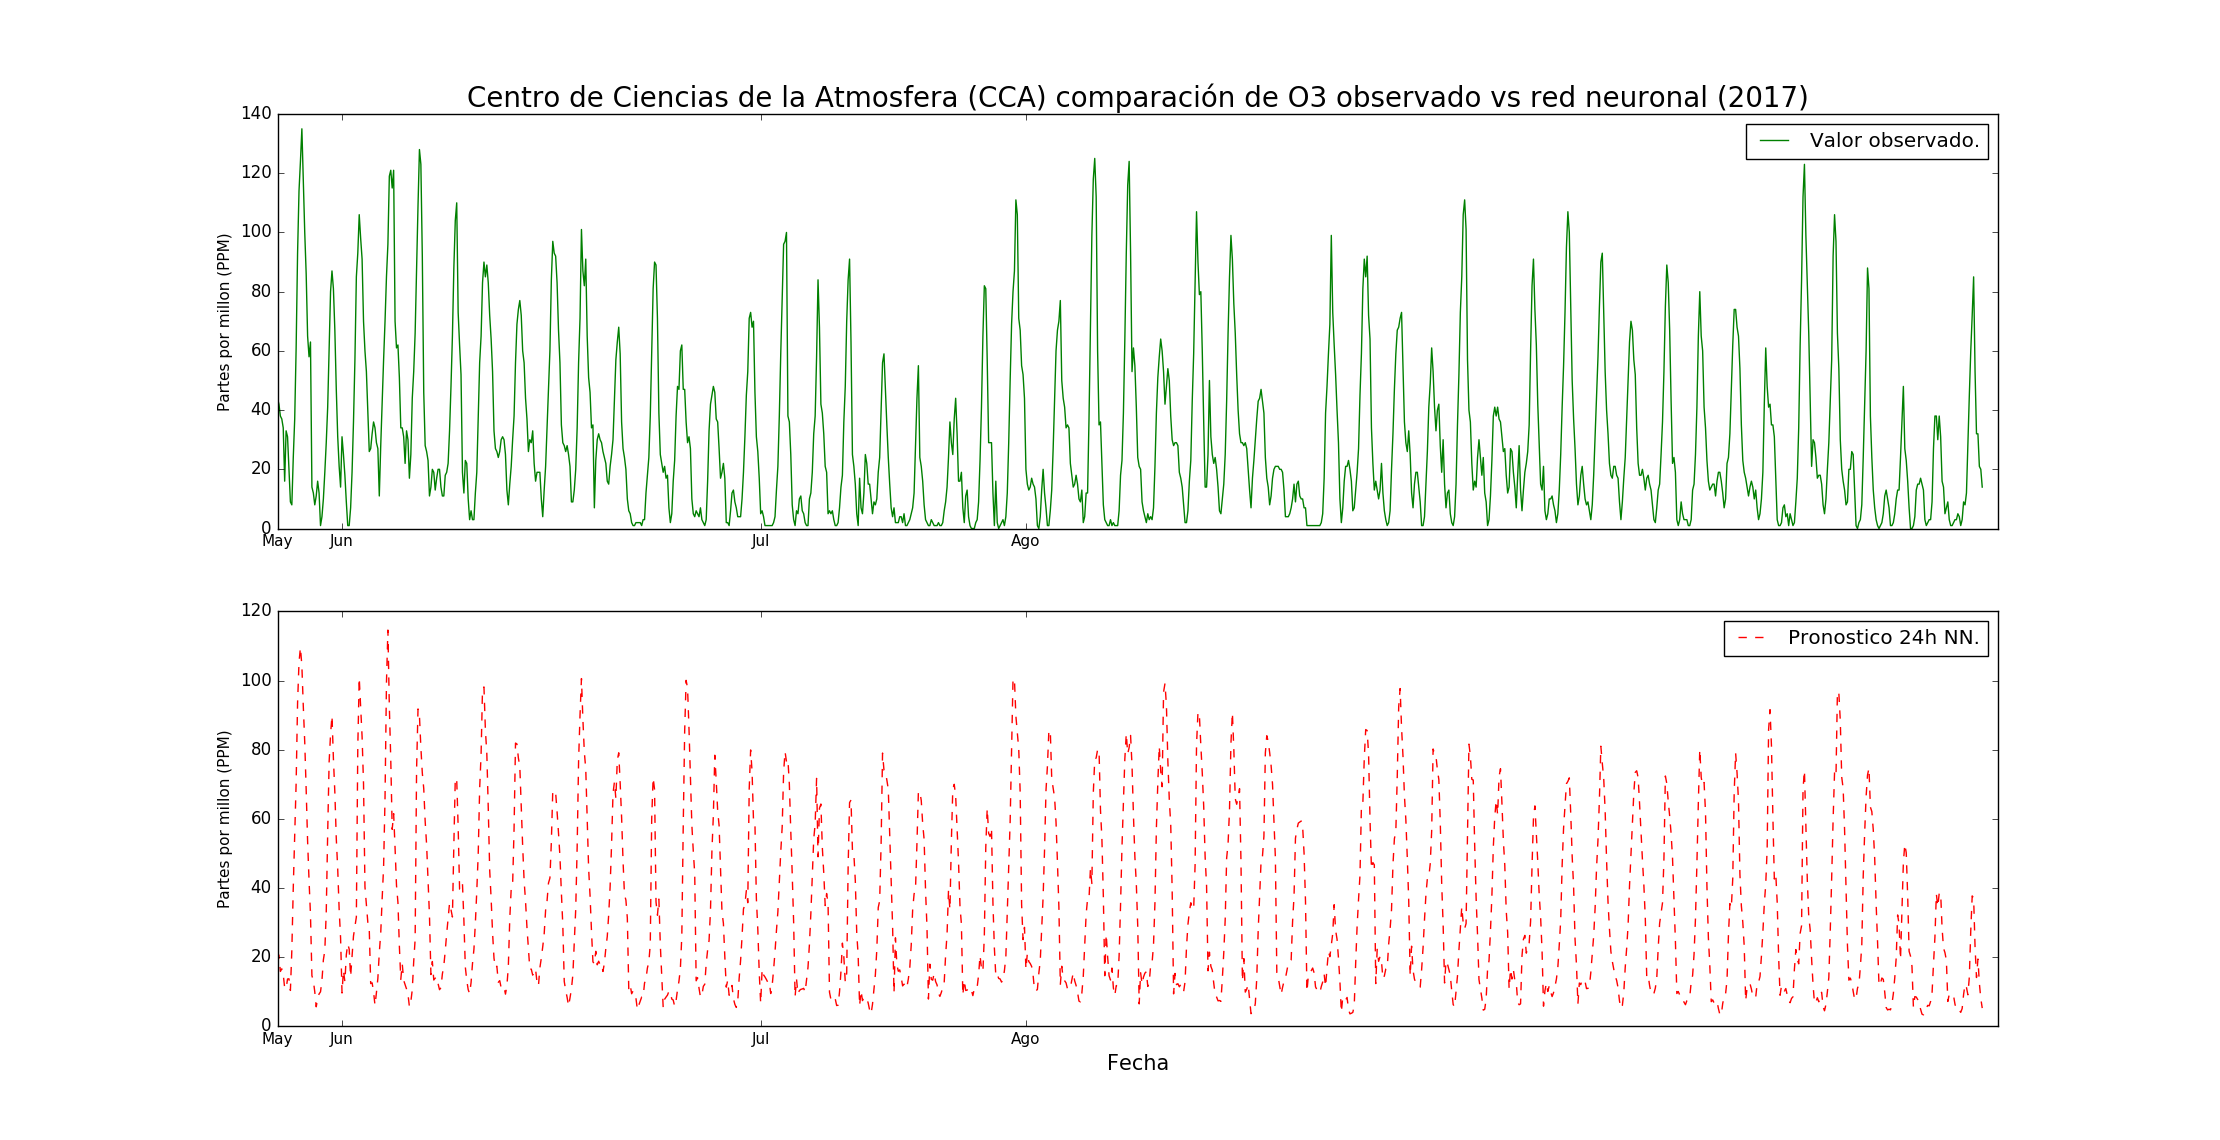 Centro de Ciencias de la Atmosfera (CCA) comparación de O3 observado vs red neuronal (2017)
140
120
100
80
60
40
20
0
Partes por millon (PPM)
Valor observado.
May Jun Jul Ago
120
100
80
60
40
20
0
Partes por millon (PPM)
Pronostico 24h NN.
May Jun Jul Ago
Fecha